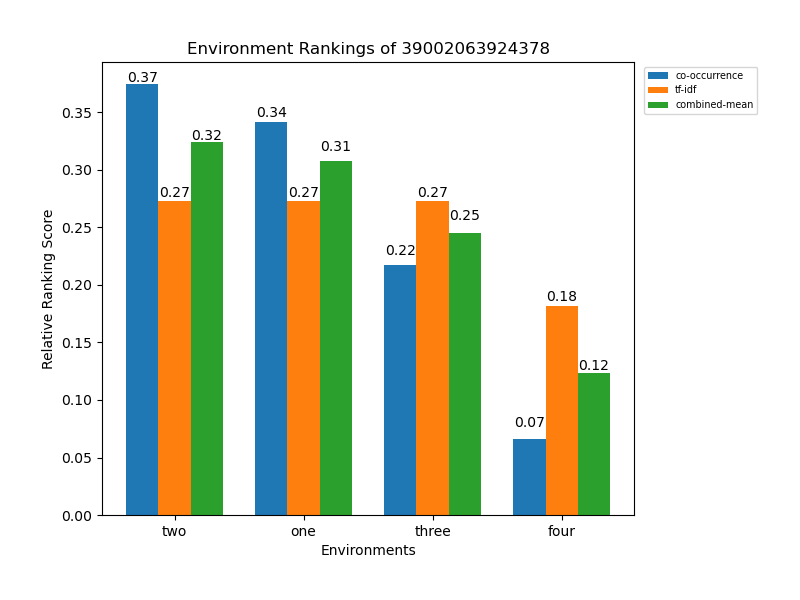 Environment Rankings of 39002063924378
co-occurrence
tf-idf
combined-mean
Relative Ranking Score
0.35
0.30
0.25
0.20
0.15
0.10
0.05
0.00
0.37
0.27
0.32
0.34
0.27
0.31
0.22
0.27
0.25
0.07
0.18
0.12
two one three four
Environments